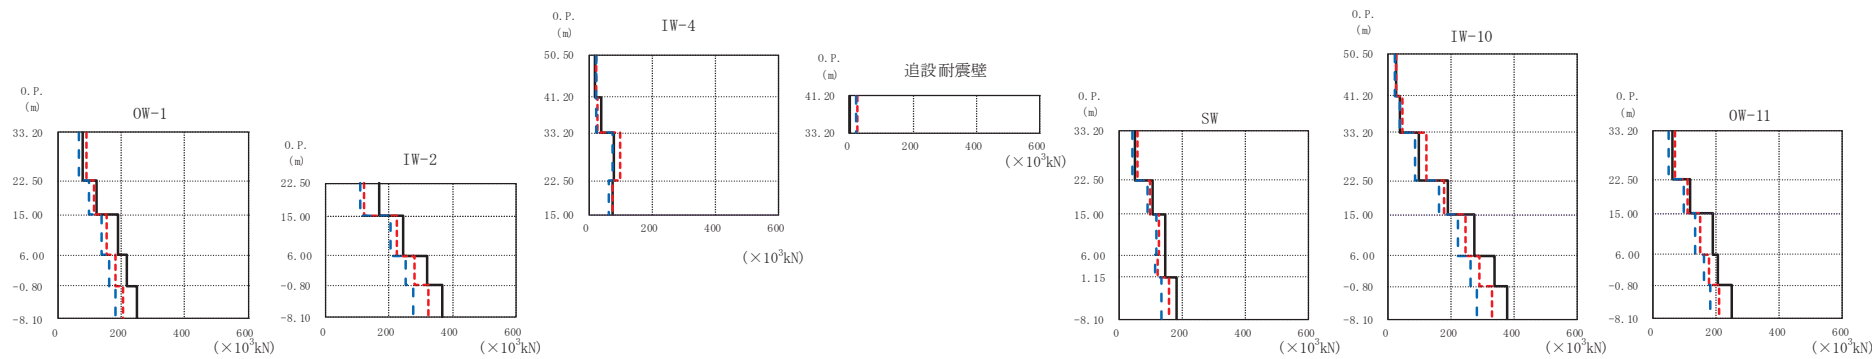 O.P.
(m)
OW-1
33.20
22.50
15.00
6.00
-0.80
-8.10
0
200
400
600
(×10³kN)
O.P.
(m)
IW-2
22.50
15.00
6.00
-0.80
-8.10
0
200
400
600
(×10³kN)
O.P.
(m)
IW-4
50.50
41.20
33.20
22.50
15.00
0
200
400
600
(×10³kN)
O.P.
(m)
追設耐震壁
41.20
33.20
0
200
400
600
(×10³kN)
O.P.
(m)
SW
33.20
22.50
15.00
6.00
1.15
-8.10
0
200
400
600
(×10³kN)
O.P.
(m)
IW-10
50.50
41.20
33.20
22.50
15.00
6.00
-0.80
-8.10
0
200
400
600
(×10³kN)
O.P.
(m)
OW-11
33.20
22.50
15.00
6.00
-0.80
-8.10
0
200
400
600
(×10³kN)